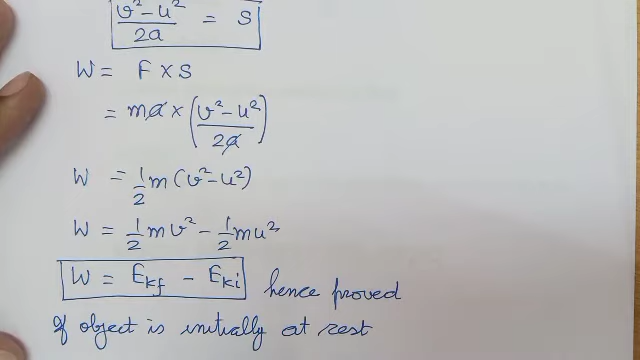 v² – u² / 2a = S
W = F × S
= ma × (v² – u² / 2a)
W = 1/2 m (v² – u²)
W = 1/2 mv² – 1/2 mu²
W = Ekf – Eki hence proved
If object is initially at rest